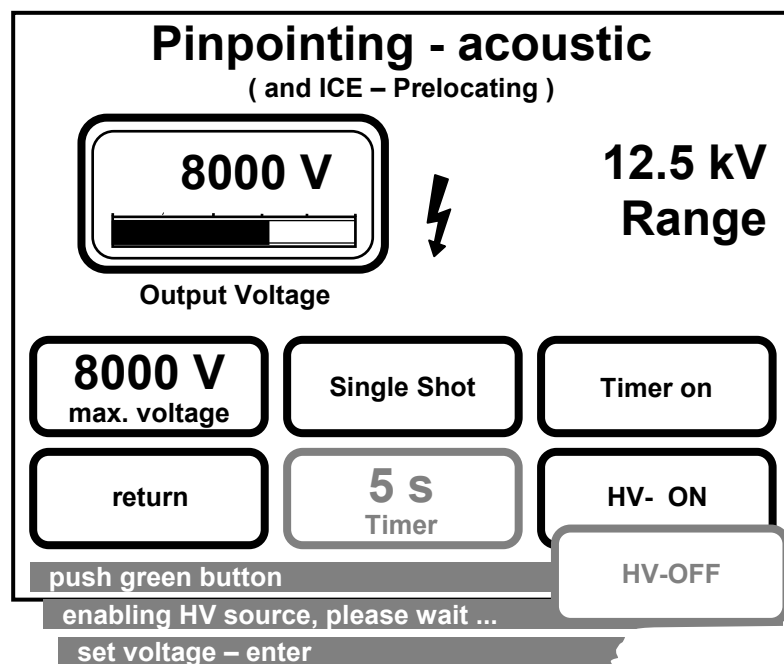 Pinpointing - acoustic
( and ICE – Prelocating )
8000 V
12.5 kV
Range
Output Voltage
8000 V
max. voltage
Single Shot
Timer on
return
5 s
Timer
HV- ON
HV-OFF
push green button
enabling HV source, please wait ...
set voltage – enter